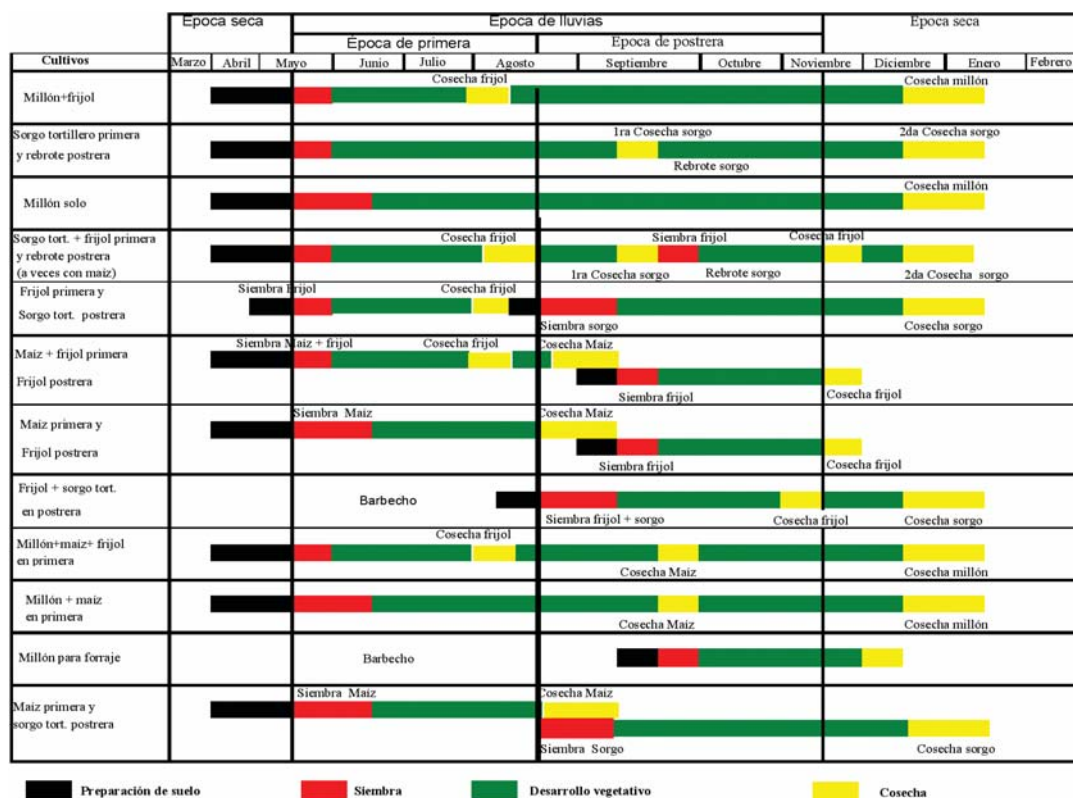 Epoca seca Epoca de lluvias Epoca seca
Época de primera Epoca de postrera
Cultivos Marzo Abril Mayo Junio Julio Agosto Septiembre Octubre Noviembre Diciembre Enero Febrero
Cosecha frijol Cosecha millón
Millón+frijol
Sorgo tortillero primera 1ra Cosecha sorgo 2da Cosecha sorgo
y rebrote postrera
Rebrote sorgo
Cosecha millón
Millón solo
Sorgo tort. + frijol primera Cosecha frijol Siembra frijol Cosecha frijol
y rebrote postrera
(a veces con maíz) 1ra Cosecha sorgo Rebrote sorgo 2da Cosecha sorgo
Frijol primera y Siembra Frijol Cosecha frijol
Sorgo tort. postrera
Siembra sorgo Cosecha sorgo
Siembra Maíz + frijol Cosecha frijol Cosecha Maíz
Maíz + frijol primera
Frijol postrera
Siembra frijol Cosecha frijol
Siembra Maíz Cosecha Maíz
Maíz primera y
Frijol postrera
Siembra frijol Cosecha frijol
Frijol + sorgo tort.
en postrera Barbecho
Siembra frijol + sorgo Cosecha frijol Cosecha sorgo
Cosecha frijol
Millón+maíz+ frijol
en primera
Cosecha Maíz Cosecha millón
Millón + maíz
en primera
Cosecha Maíz Cosecha millón
Millón para forraje Barbecho
Siembra Maíz Cosecha Maíz
Maíz primera y
sorgo tort. postrera
Siembra Sorgo Cosecha sorgo
Preparación de suelo Siembra Desarrollo vegetativo Cosecha